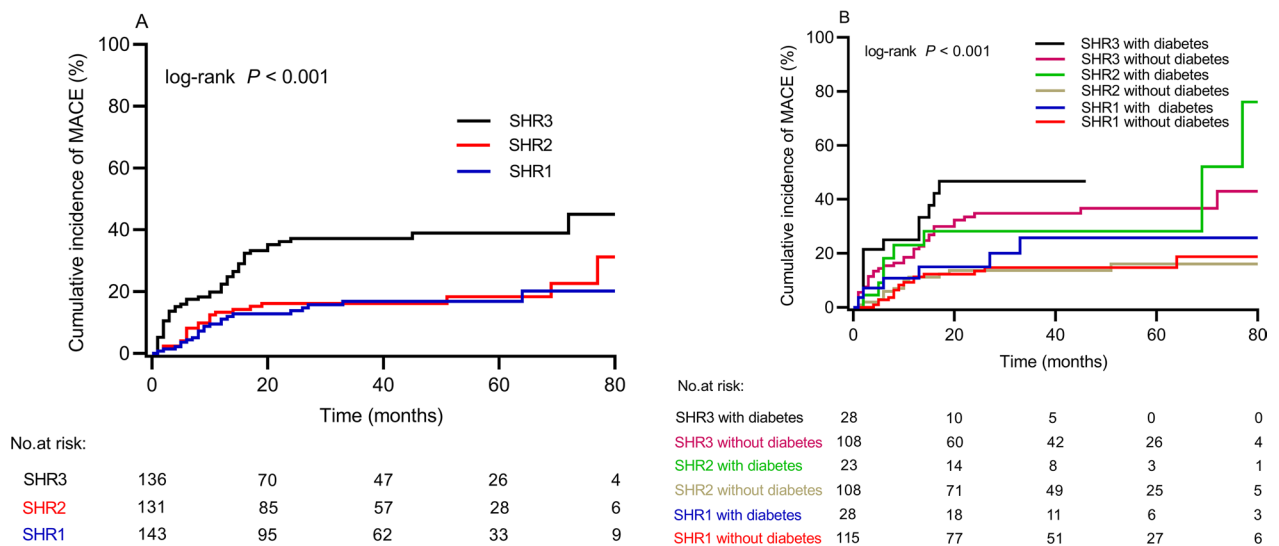 A
Cumulative incidence of MACE (%)
100
80
60
40
20
0
log-rank P < 0.001
SHR3
SHR2
SHR1
0 20 40 60 80
Time (months)
No.at risk:
SHR3 136 70 47 26 4
SHR2 131 85 57 28 6
SHR1 143 95 62 33 9
B
Cumulative incidence of MACE (%)
100
80
60
40
20
0
log-rank P < 0.001
SHR3 with diabetes
SHR3 without diabetes
SHR2 with diabetes
SHR2 without diabetes
SHR1 with diabetes
SHR1 without diabetes
0 20 40 60 80
Time (months)
No.at risk:
SHR3 with diabetes 28 10 5 0 0
SHR3 without diabetes 108 60 42 26 4
SHR2 with diabetes 23 14 8 3 1
SHR2 without diabetes 108 71 49 25 5
SHR1 with diabetes 28 18 11 6 3
SHR1 without diabetes 115 77 51 27 6